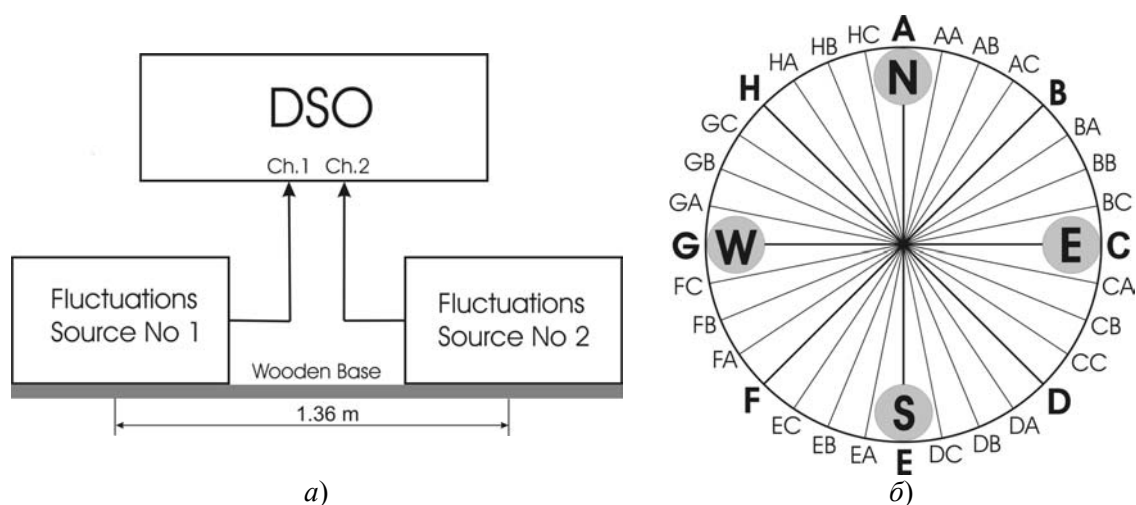 DSO
Ch.1 Ch.2
Fluctuations
Source No 1
Fluctuations
Source No 2
Wooden Base
1.36 m
а)
A
AA
AB
AC
B
BA
BB
BC
C
CA
CB
CC
D
DA
DB
DC
E
EA
EB
EC
F
FA
FB
FC
G
GA
GB
GC
H
HA
HB
HC
N
W
E
S
б)